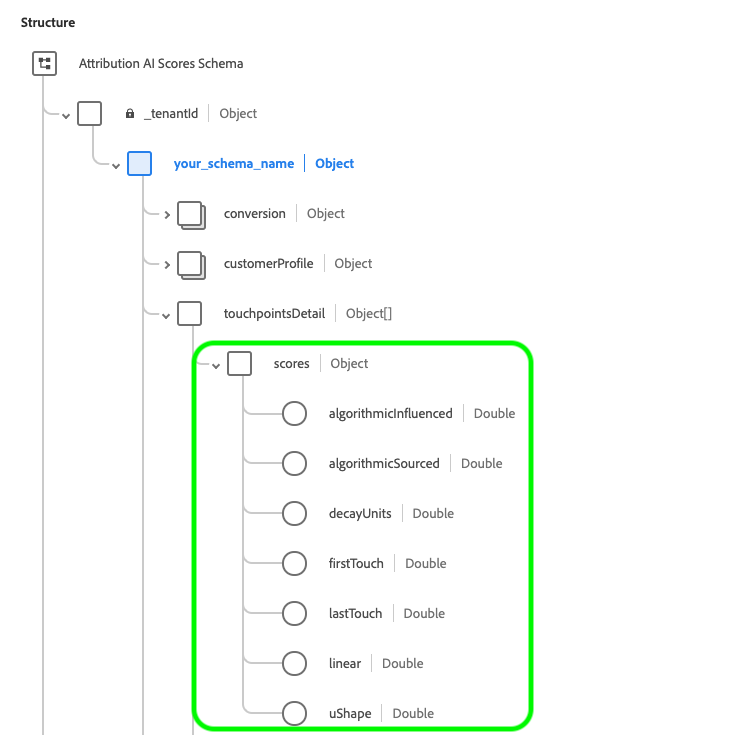 Structure
Attribution AI Scores Schema
_tenantId Object
your_schema_name Object
conversion Object
customerProfile Object
touchpointsDetail Object[]
scores Object
algorithmicInfluenced Double
algorithmicSourced Double
decayUnits Double
firstTouch Double
lastTouch Double
linear Double
uShape Double